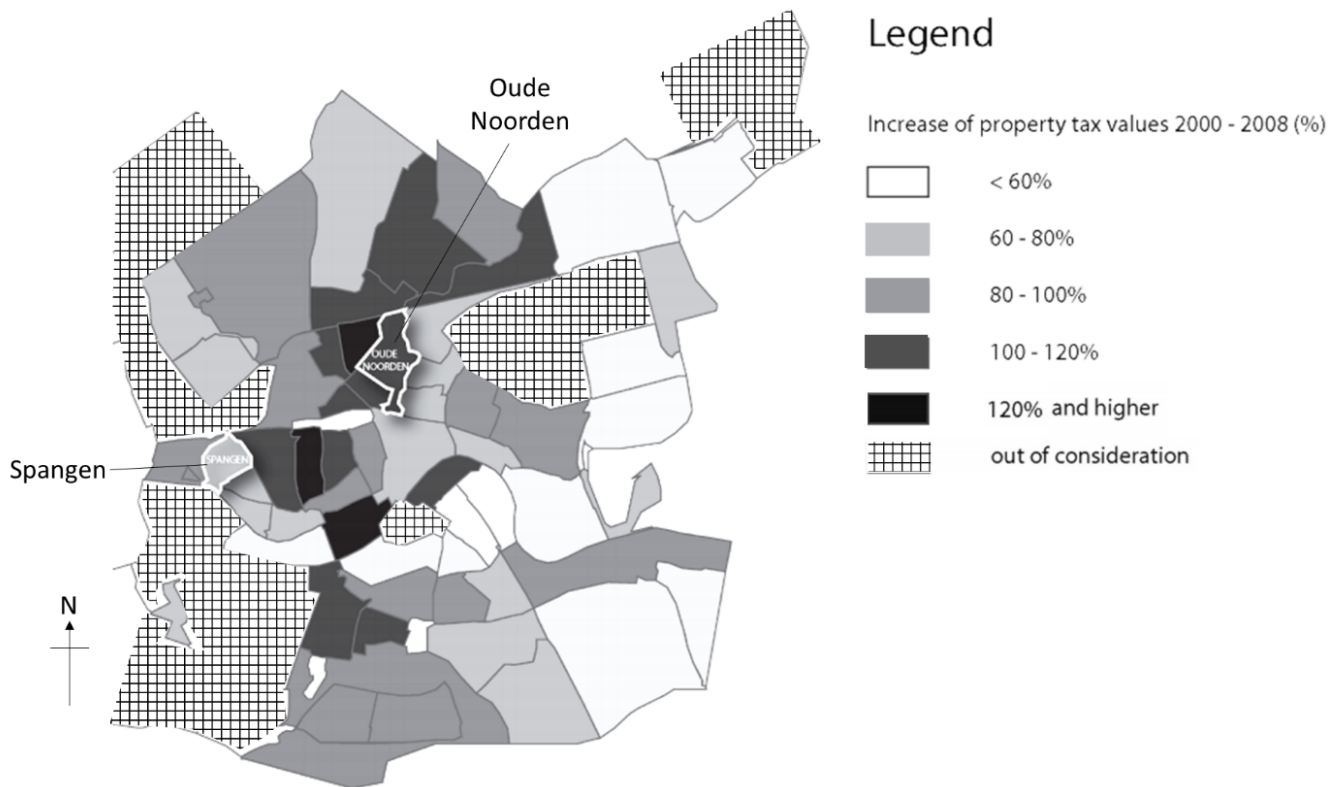 Legend
Oude
Noorden
Increase of property tax values 2000 - 2008 (%)
< 60%
60 - 80%
80 - 100%
100 - 120%
120% and higher
out of consideration
OUDE
NOORDEN
SPANGEN
Spangen
N